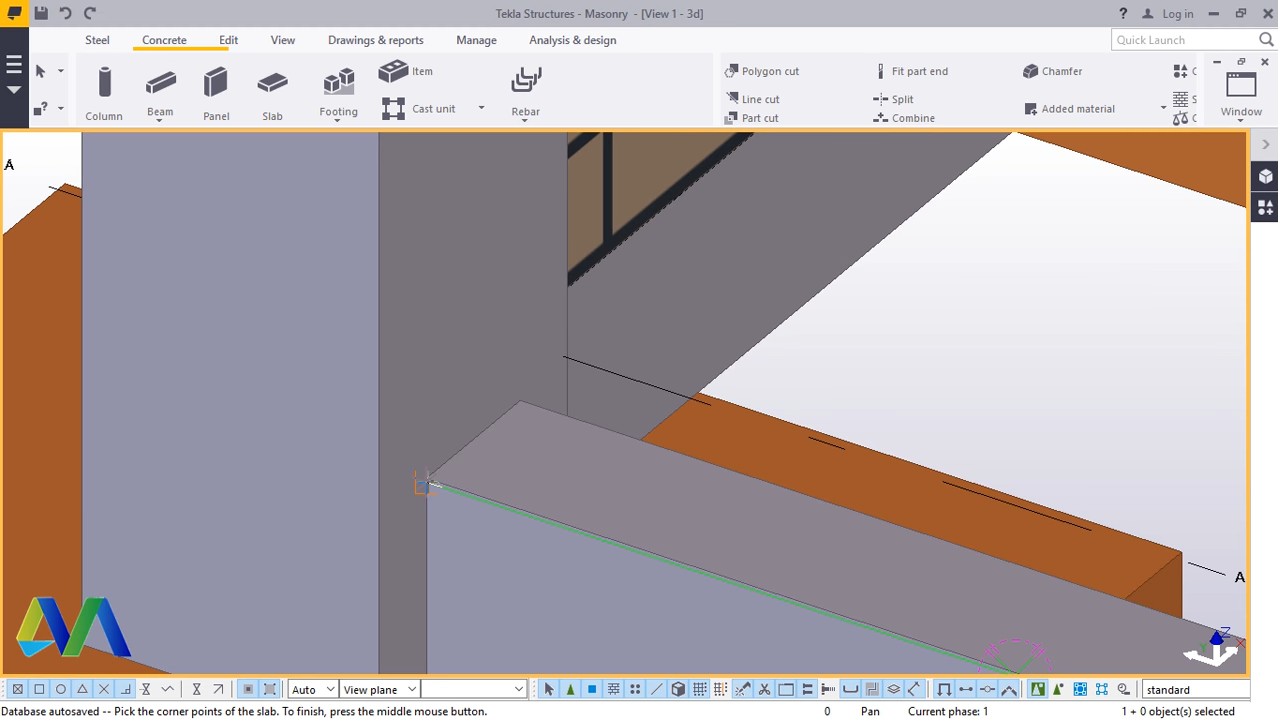 Tekla Structures - Masonry - [View 1 - 3d]
? Log in
Steel Concrete Edit View Drawings & reports Manage Analysis & design
Quick Launch
Item
Cast unit
Column Beam Panel Slab Footing Rebar
Polygon cut Fit part end Chamfer C
Line cut Split S
Part cut Combine Added material C
Window
A
A
Z
Auto View plane standard
Database autosaved -- Pick the corner points of the slab. To finish, press the middle mouse button. 0 Pan Current phase: 1 1 + 0 object(s) selected